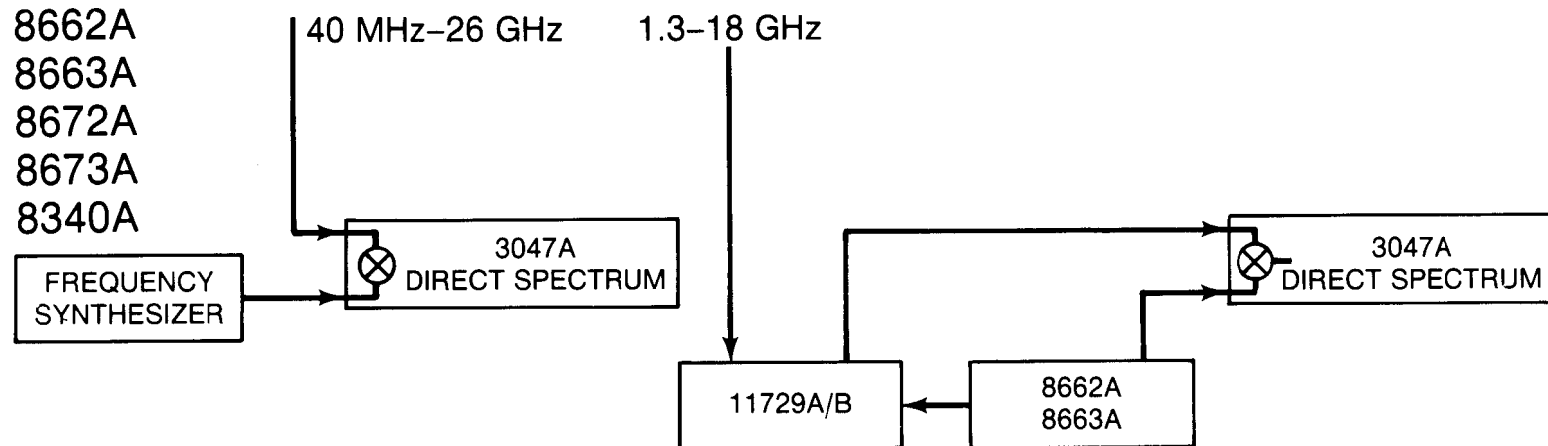 8662A
8663A
8672A
8673A
8340A
40 MHz–26 GHz
1.3–18 GHz
FREQUENCY
SYNTHESIZER
3047A
DIRECT SPECTRUM
11729A/B
8662A
8663A
3047A
DIRECT SPECTRUM